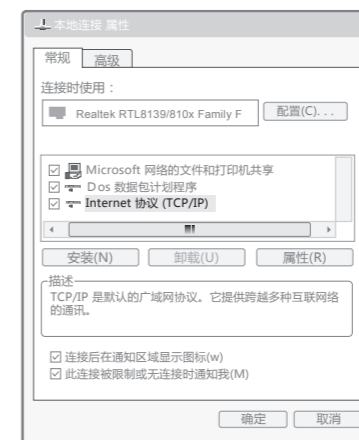 本地连接 属性
常规 高级
连接时使用：
Realtek RTL8139/810x Family F 配置(C). . .
Microsoft 网络的文件和打印机共享
Dos 数据包计划程序
Internet 协议 (TCP/IP)
安装(N) 卸载(U) 属性(R)
描述
TCP/IP 是默认的广域网协议。它提供跨越多种互联网络
的通讯。
连接后在通知区域显示图标(w)
此连接被限制或无连接时通知我(M)
确定 取消